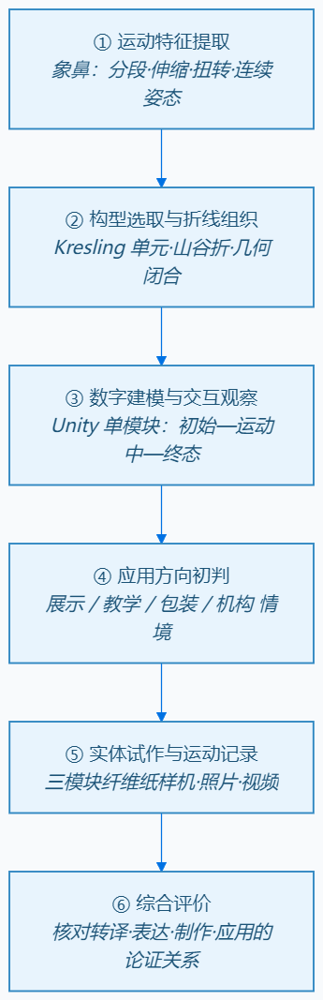 ① 运动特征提取
象鼻：分段·伸缩·扭转·连续
姿态
② 构型选取与折线组织
Kresling 单元·山谷折·几何
闭合
③ 数字建模与交互观察
Unity 单模块：初始—运动
中—终态
④ 应用方向初判
展示 / 教学 / 包装 / 机构 情
境
⑤ 实体试作与运动记录
三模块纤维纸样机·照片·视频
⑥ 综合评价
核对转译·表达·制作·应用的
论证关系